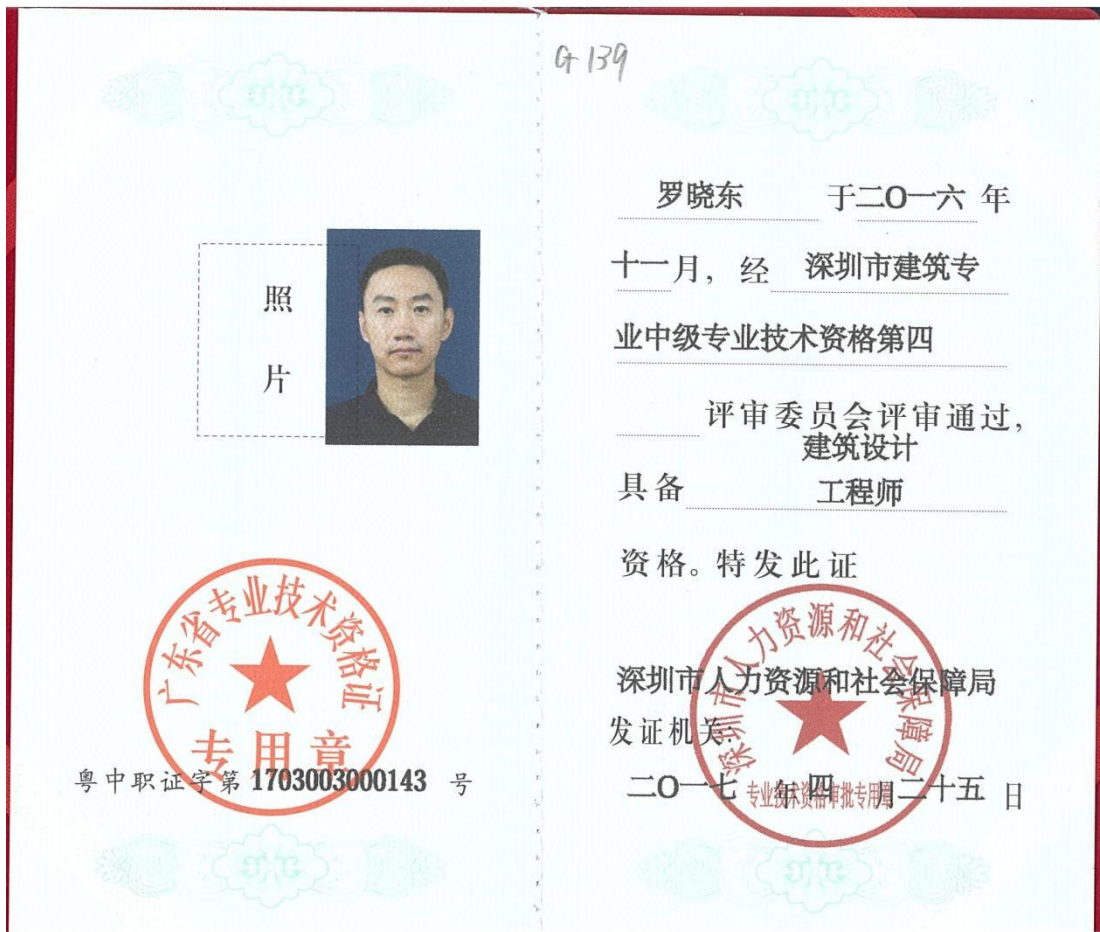 照
片
广东省专业技术资格证
专用章
粤中职证字第 1703003000143 号
G139
罗晓东 于二O一六 年
十一月，经 深圳市建筑专
业中级专业技术资格第四
评审委员会评审通过，
建筑设计
具备 工程师
资格。特发此证
深圳市人力资源和社会保障局
深圳市人力资源和社会保障局
发证机关：
二O一七 年 四 月二十五 日
专业技术资格审批专用章